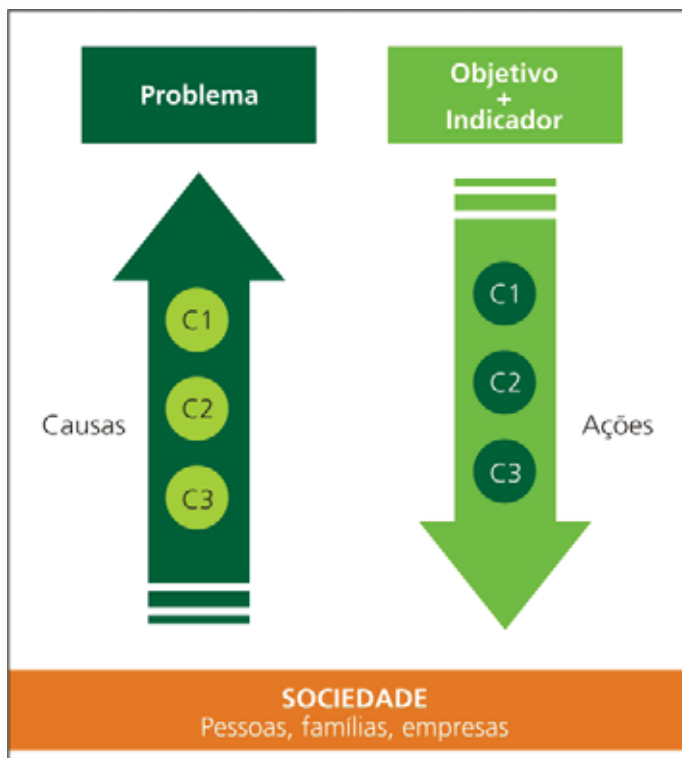 Problema
Objetivo
+
Indicador
C1
C2
C3
Causas
C1
C2
C3
Ações
SOCIEDADE
Pessoas, famílias, empresas